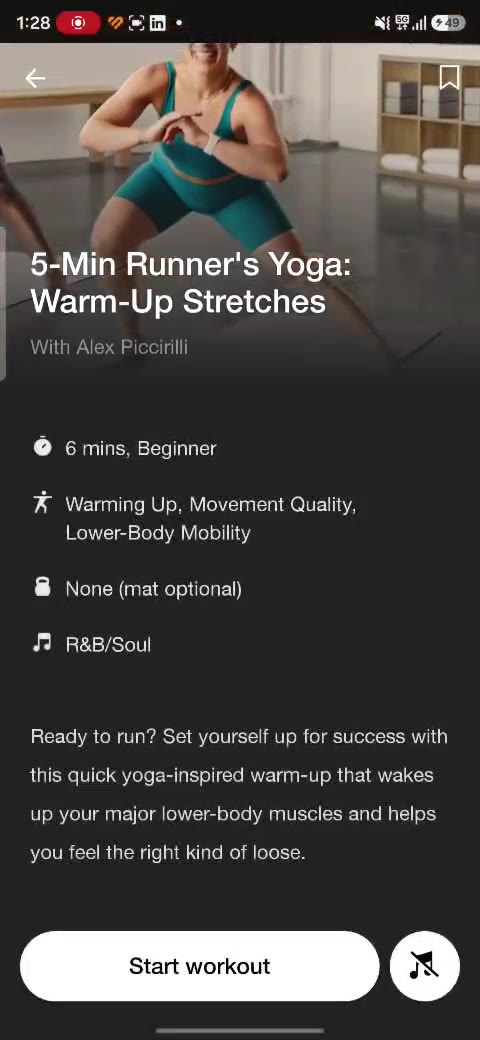 1:28
5G
49
5-Min Runner's Yoga:
Warm-Up Stretches
With Alex Piccirilli
6 mins, Beginner
Warming Up, Movement Quality,
Lower-Body Mobility
None (mat optional)
R&B/Soul
Ready to run? Set yourself up for success with
this quick yoga-inspired warm-up that wakes
up your major lower-body muscles and helps
you feel the right kind of loose.
Start workout